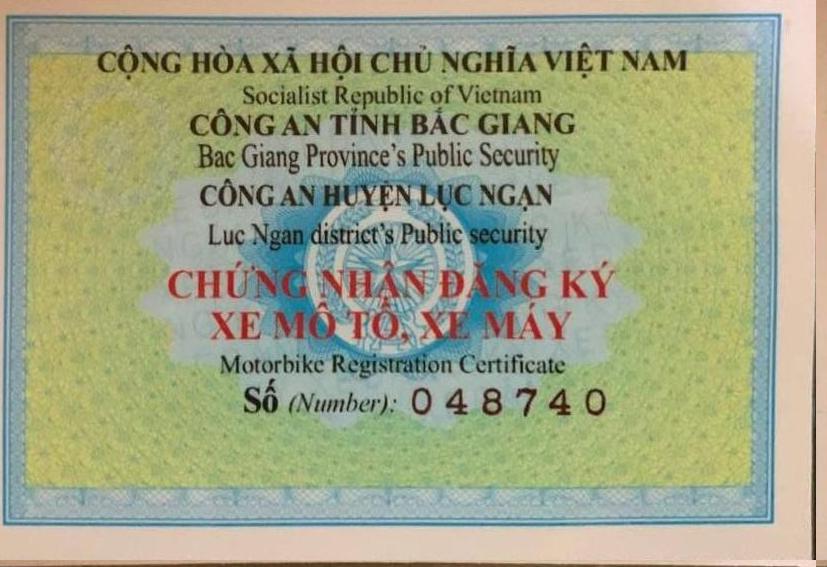 CỘNG HÒA XÃ HỘI CHỦ NGHĨA VIỆT NAM
Socialist Republic of Vietnam
CÔNG AN TỈNH BẮC GIANG
Bac Giang Province's Public Security
CÔNG AN HUYỆN LỤC NGẠN
Luc Ngan district's Public security
CHỨNG NHẬN ĐĂNG KÝ
XE MÔ TÔ, XE MÁY
Motorbike Registration Certificate
Số (Number): 048740